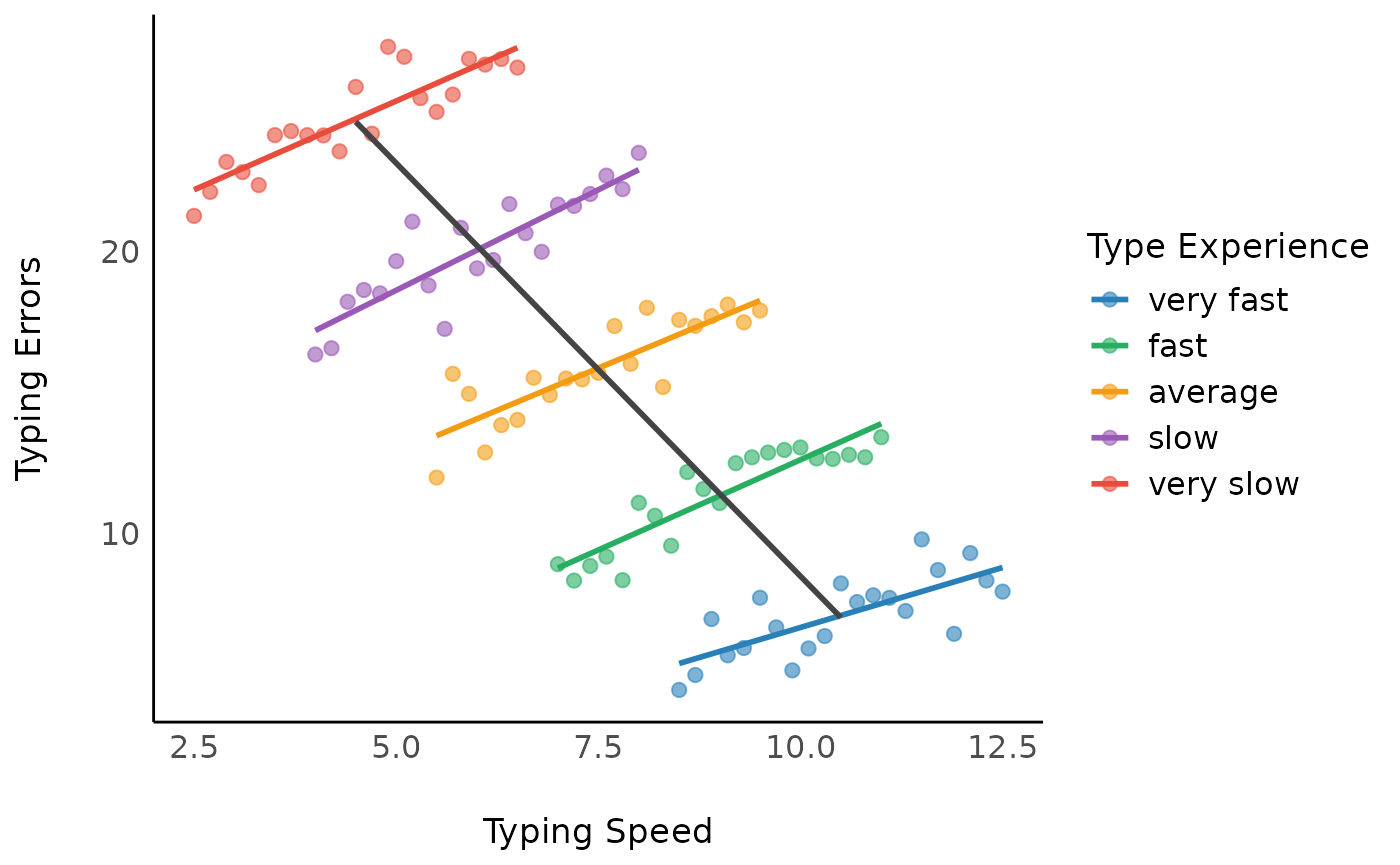 Typing Errors
20
10
2.5 5.0 7.5 10.0 12.5
Typing Speed
Type Experience
very fast
fast
average
slow
very slow